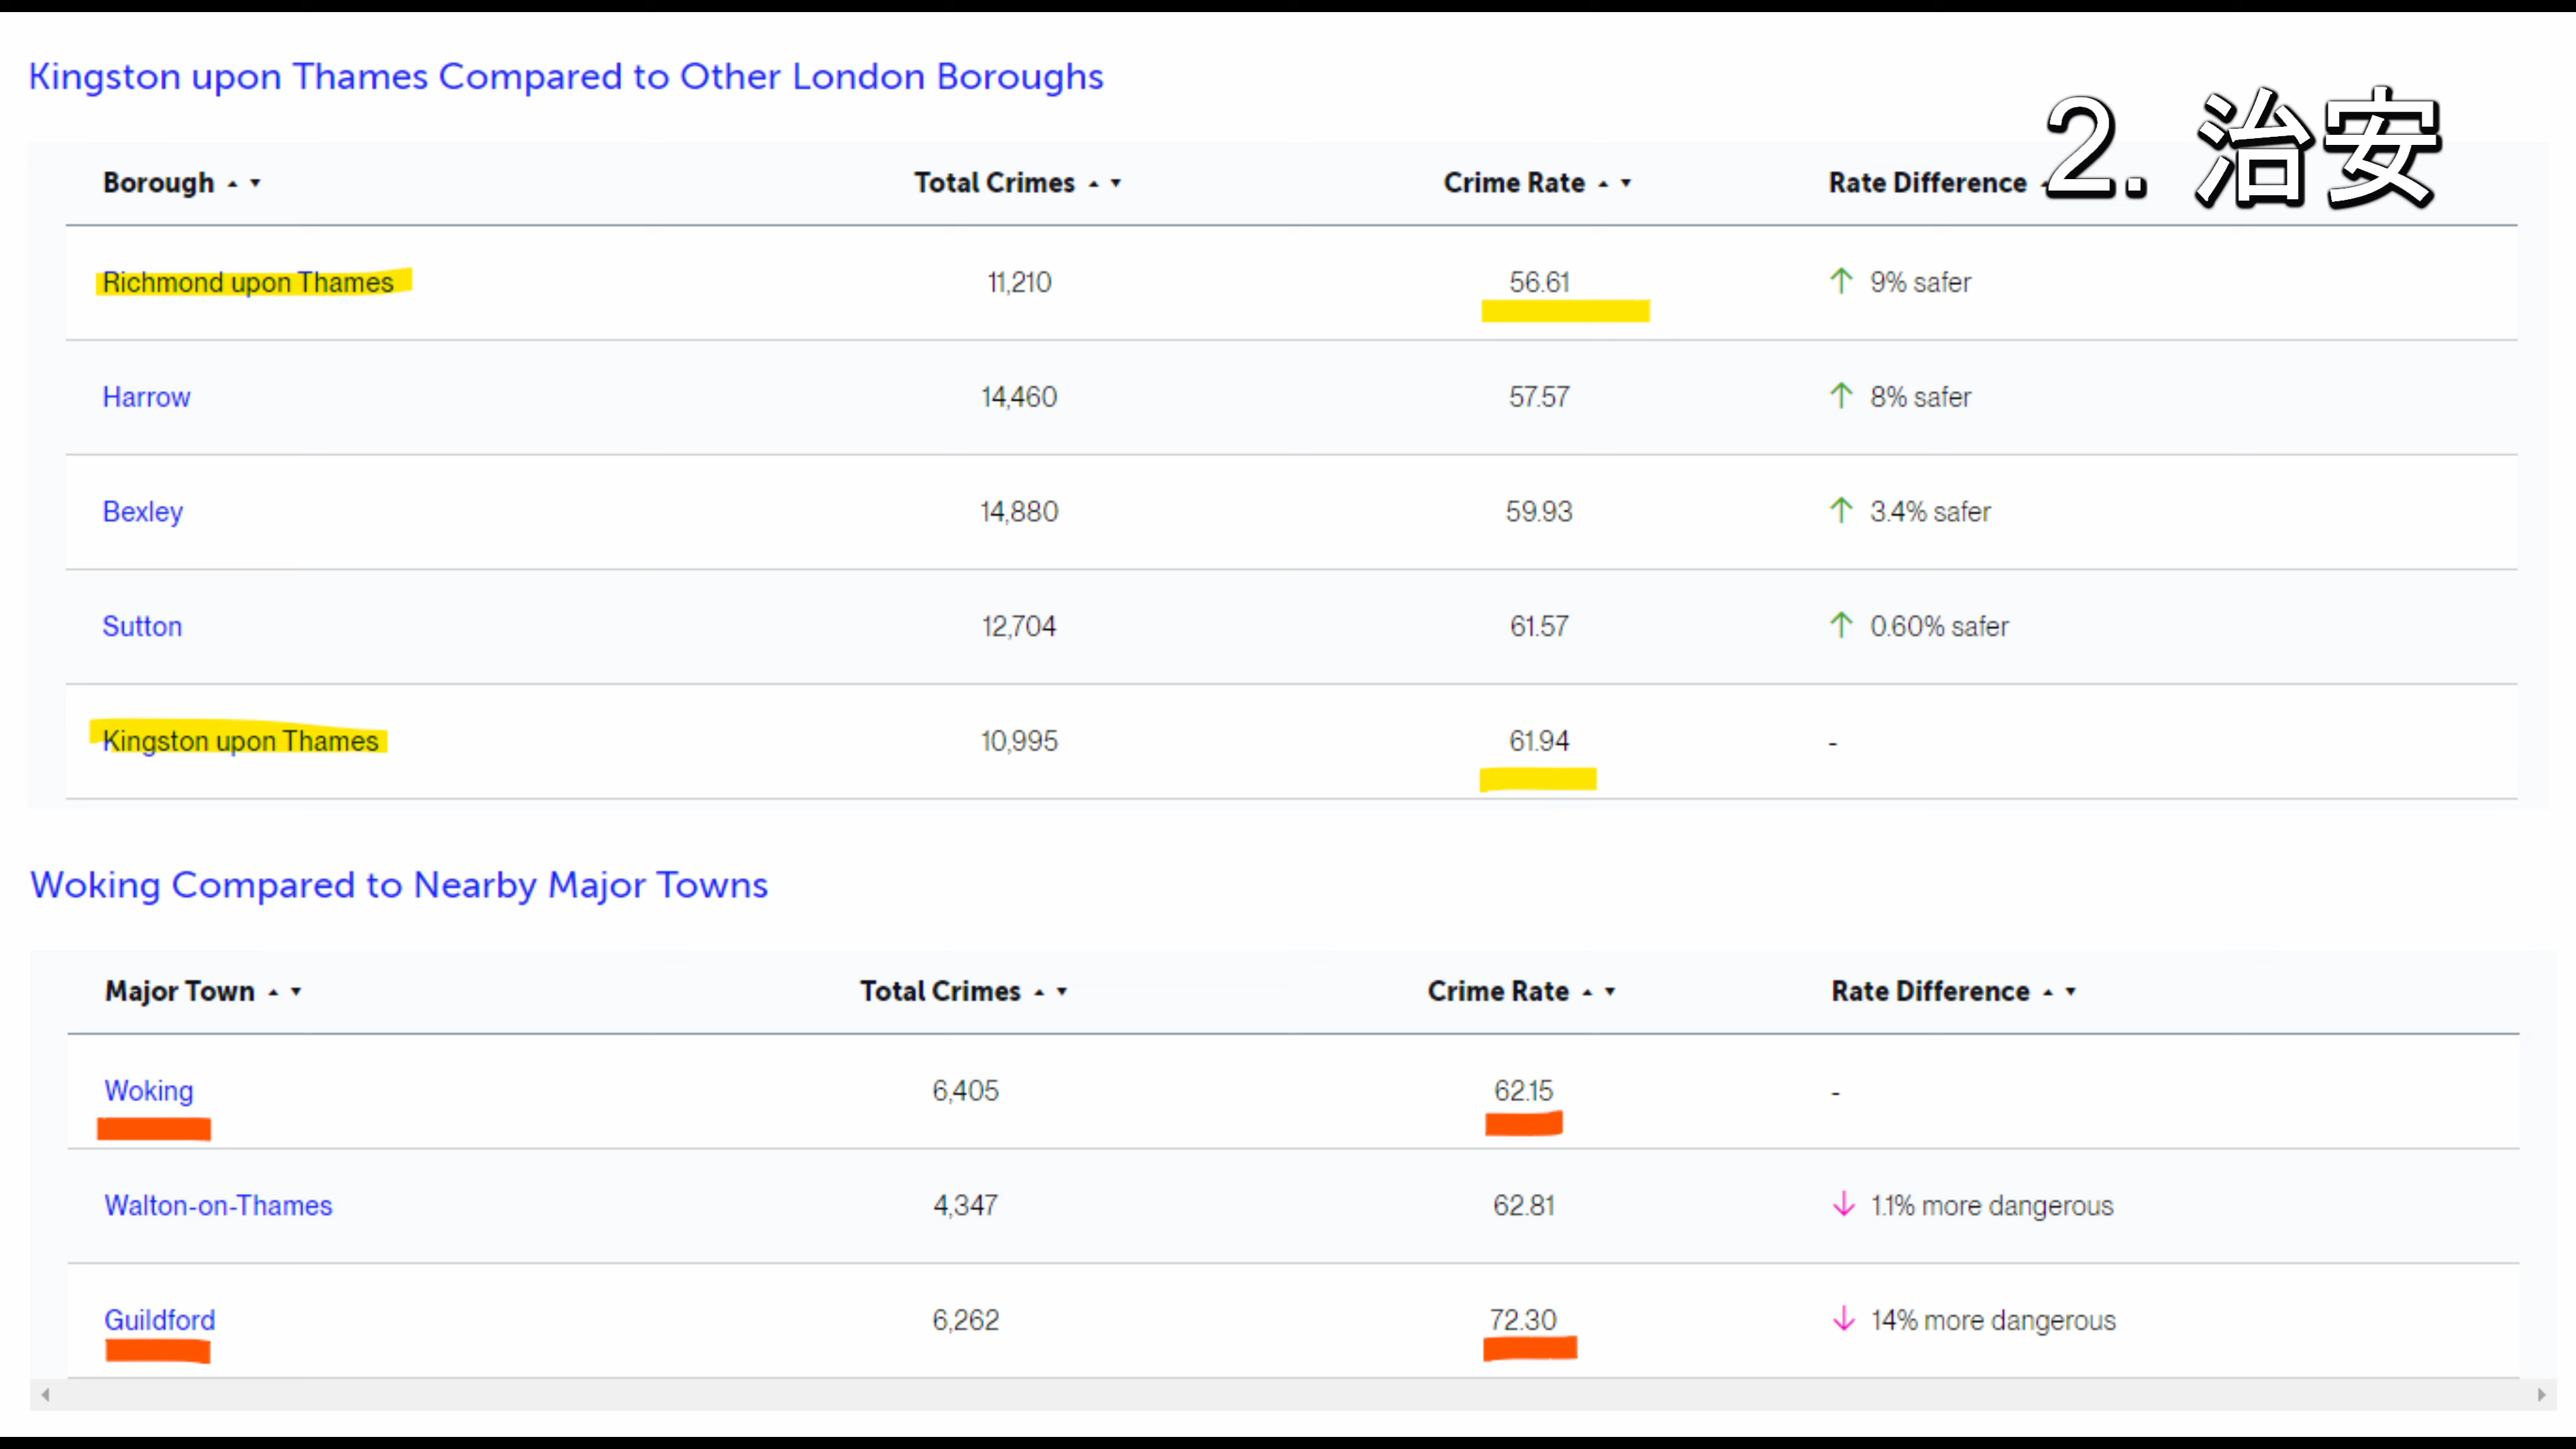 Kingston upon Thames Compared to Other London Boroughs
2. 治安
Borough Total Crimes Crime Rate Rate Difference
Richmond upon Thames 11,210 56.61 ↑ 9% safer
Harrow 14,460 57.57 ↑ 8% safer
Bexley 14,880 59.93 ↑ 3.4% safer
Sutton 12,704 61.57 ↑ 0.60% safer
Kingston upon Thames 10,995 61.94 -
Woking Compared to Nearby Major Towns
Major Town Total Crimes Crime Rate Rate Difference
Woking 6,405 62.15 -
Walton-on-Thames 4,347 62.81 ↓ 1.1% more dangerous
Guildford 6,262 72.30 ↓ 14% more dangerous